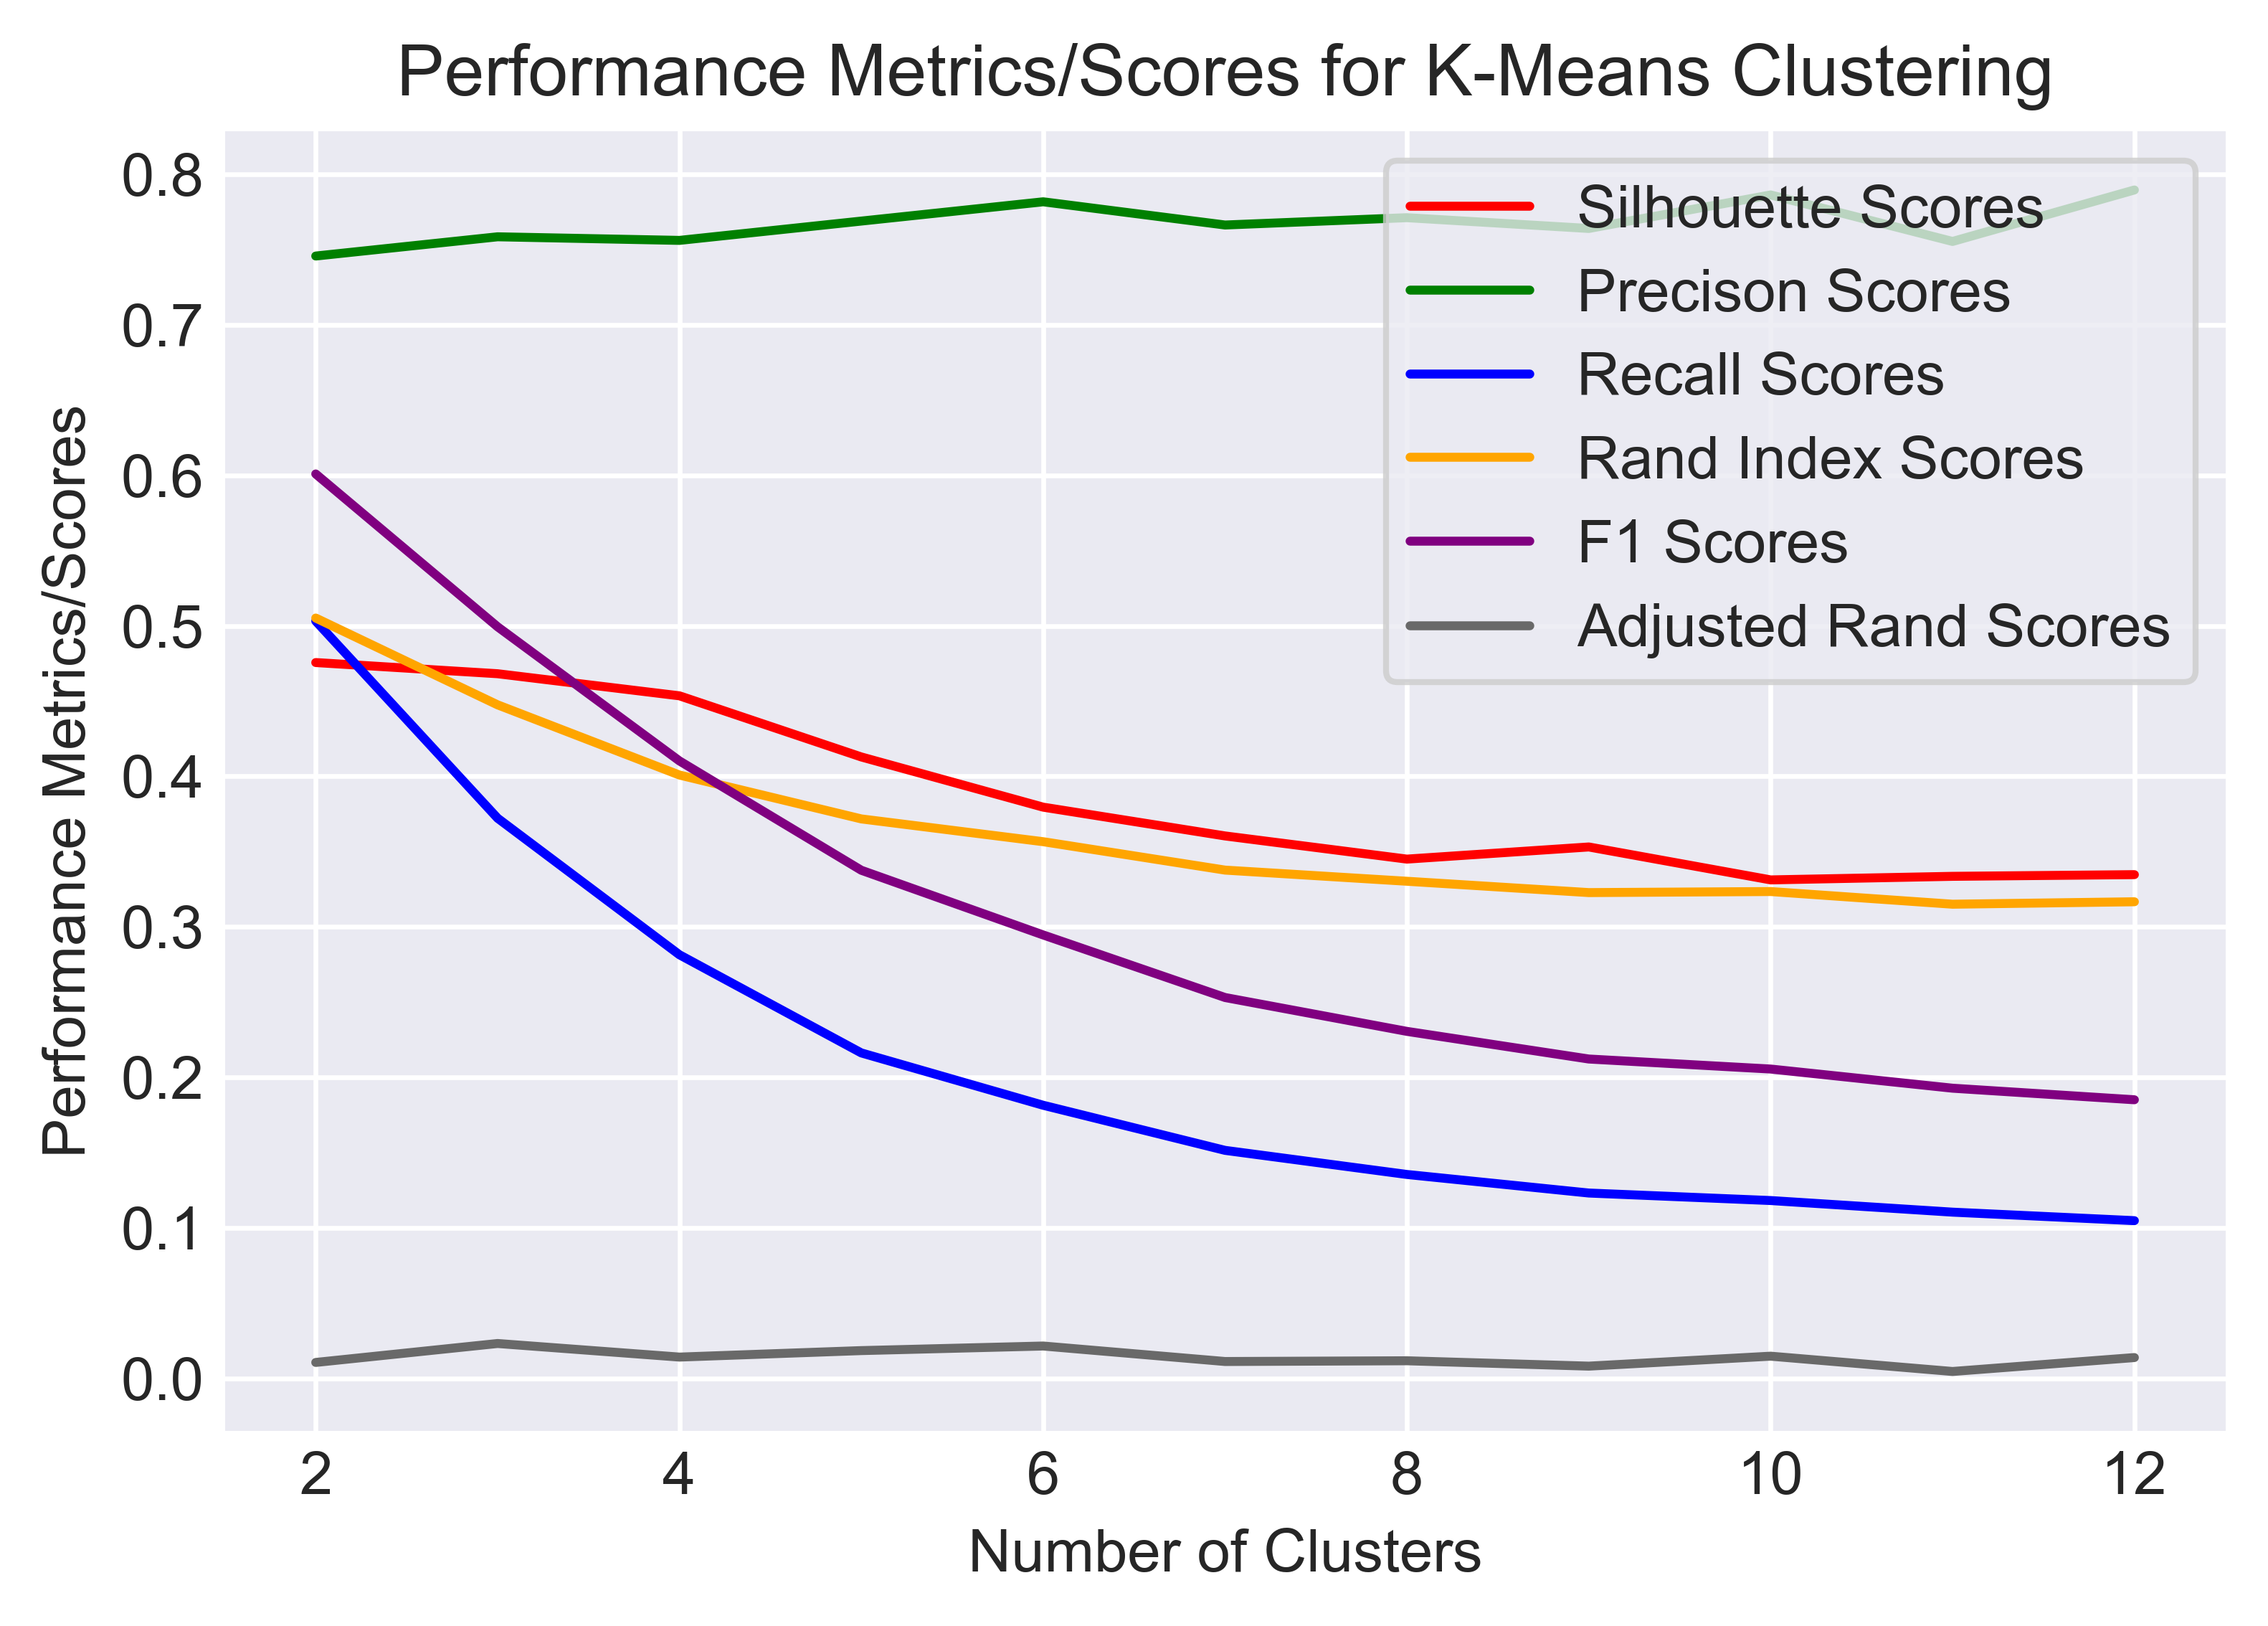 Performance Metrics/Scores for K-Means Clustering
Performance Metrics/Scores
0.8
0.7
0.6
0.5
0.4
0.3
0.2
0.1
0.0
Silhouette Scores
Precison Scores
Recall Scores
Rand Index Scores
F1 Scores
Adjusted Rand Scores
2 4 6 8 10 12
Number of Clusters